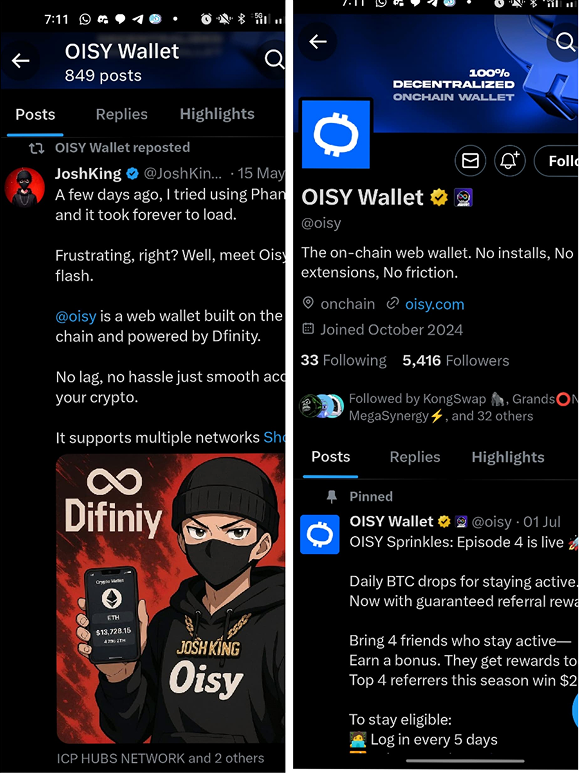 7:11
5G
OISY Wallet
849 posts
Posts Replies Highlights
OISY Wallet reposted
JoshKing @JoshKin... · 15 May
A few days ago, I tried using Phan
and it took forever to load.
Frustrating, right? Well, meet Oisy
flash.
@oisy is a web wallet built on the
chain and powered by Dfinity.
No lag, no hassle just smooth acc
your crypto.
It supports multiple networks Sho
Difiniy
Crypto Wallet
ETH
$13,728.15
JOSH KING
Oisy
ICP HUBS NETWORK and 2 others
7:11
100%
DECENTRALIZED
ONCHAIN WALLET
Follo
OISY Wallet
@oisy
The on-chain web wallet. No installs, No
extensions, No friction.
onchain oisy.com
Joined October 2024
33 Following 5,416 Followers
Followed by KongSwap 🦍, Grands⭕N
MegaSynergy⚡, and 32 others
Posts Replies Highlights
Pinned
OISY Wallet @oisy · 01 Jul
OISY Sprinkles: Episode 4 is live 🚀
Daily BTC drops for staying active.
Now with guaranteed referral rewa
Bring 4 friends who stay active—
Earn a bonus. They get rewards to
Top 4 referrers this season win $2
To stay eligible:
🧑‍💻 Log in every 5 days